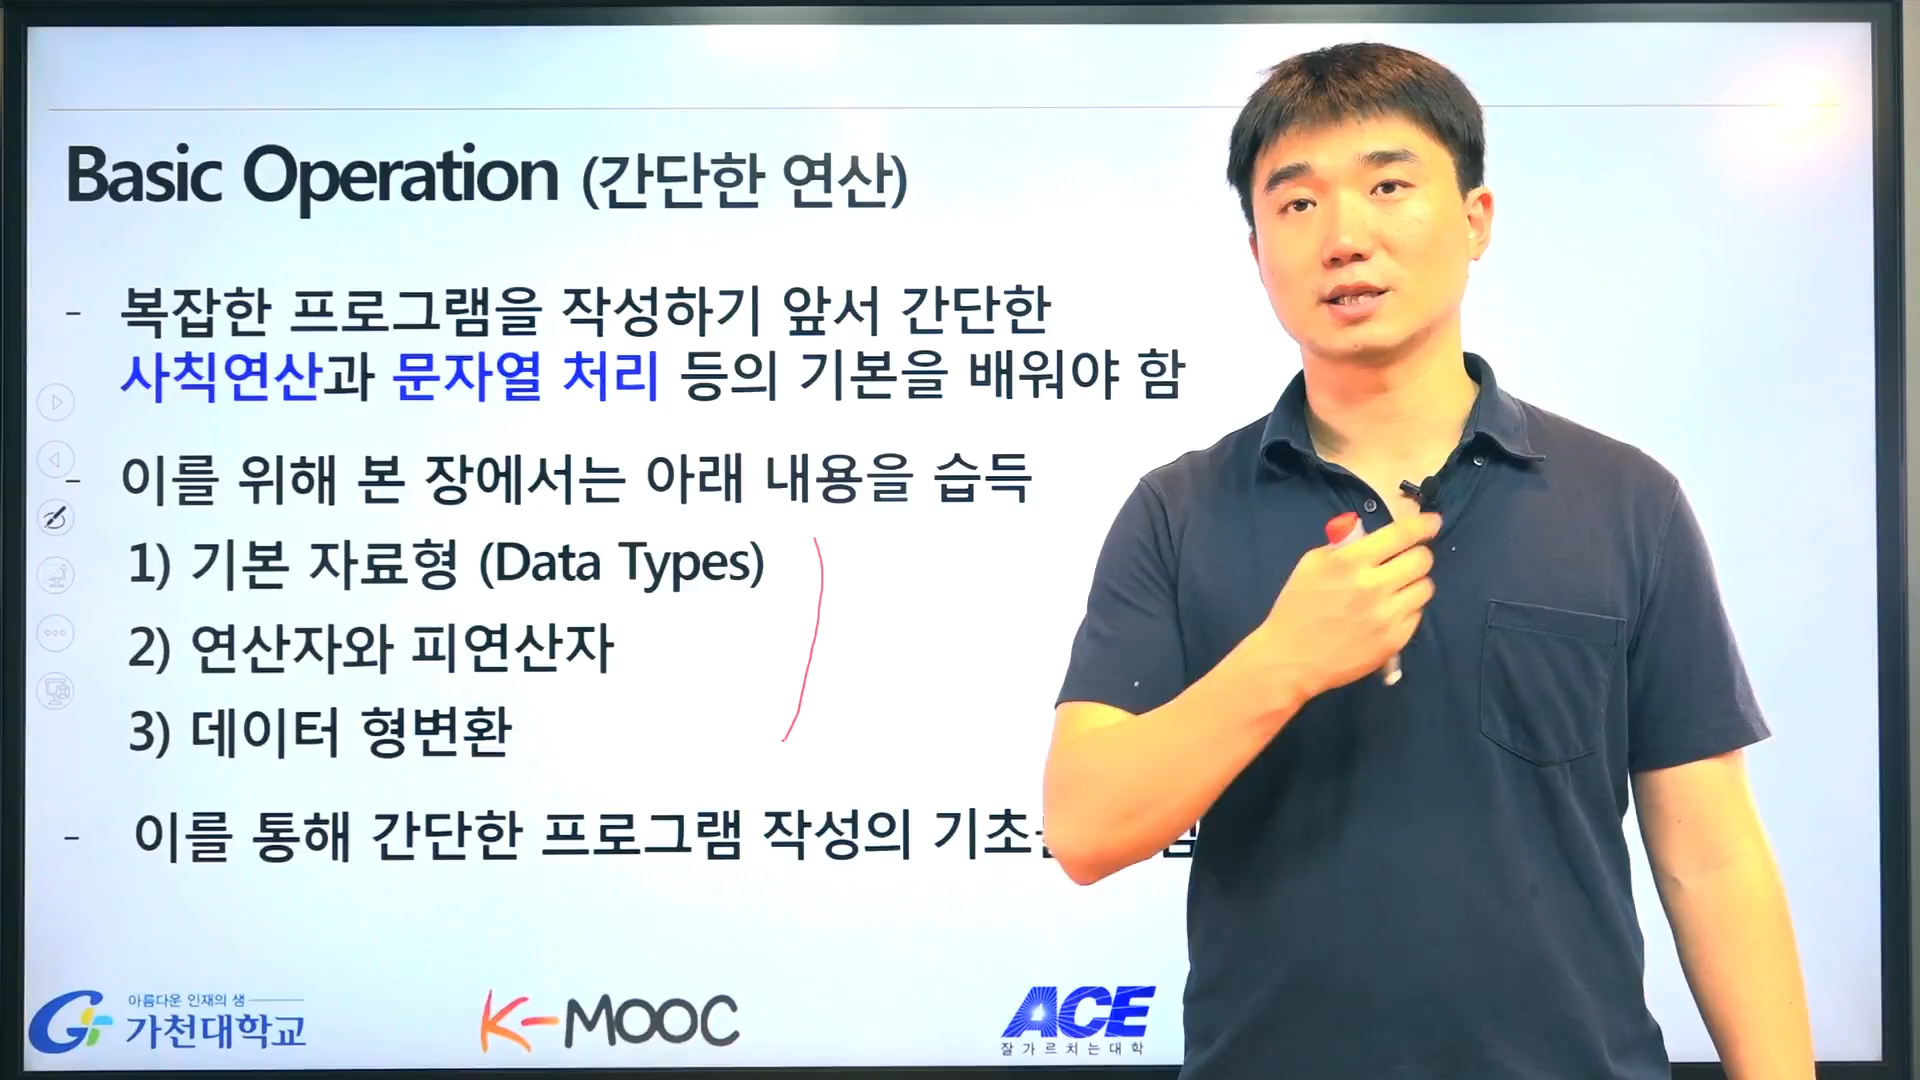 Basic Operation (간단한 연산)
- 복잡한 프로그램을 작성하기 앞서 간단한
사칙연산과 문자열 처리 등의 기본을 배워야 함
- 이를 위해 본 장에서는 아래 내용을 습득
1) 기본 자료형 (Data Types)
2) 연산자와 피연산자
3) 데이터 형변환
- 이를 통해 간단한 프로그램 작성의 기초
아름다운 인재의 샘
가천대학교
K-MOOC
ACE
잘 가르치는 대학